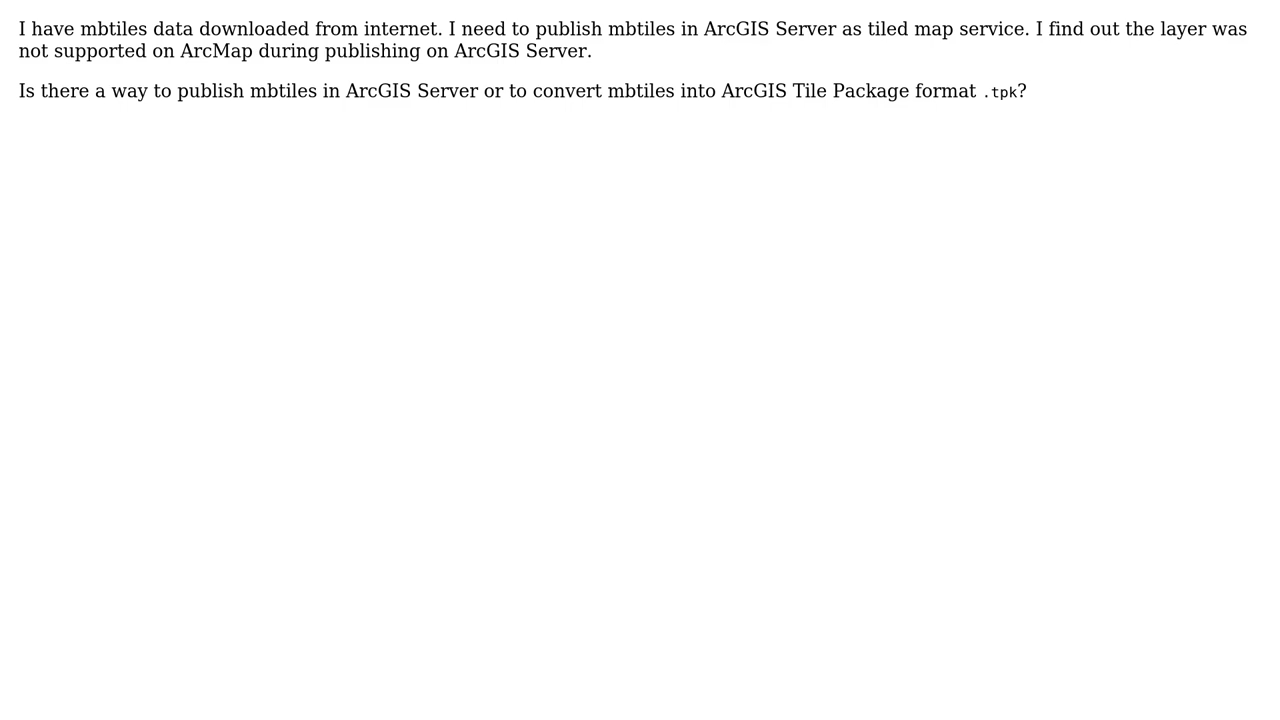 I have mbtiles data downloaded from internet. I need to publish mbtiles in ArcGIS Server as tiled map service. I find out the layer was
not supported on ArcMap during publishing on ArcGIS Server.
Is there a way to publish mbtiles in ArcGIS Server or to convert mbtiles into ArcGIS Tile Package format .tpk?